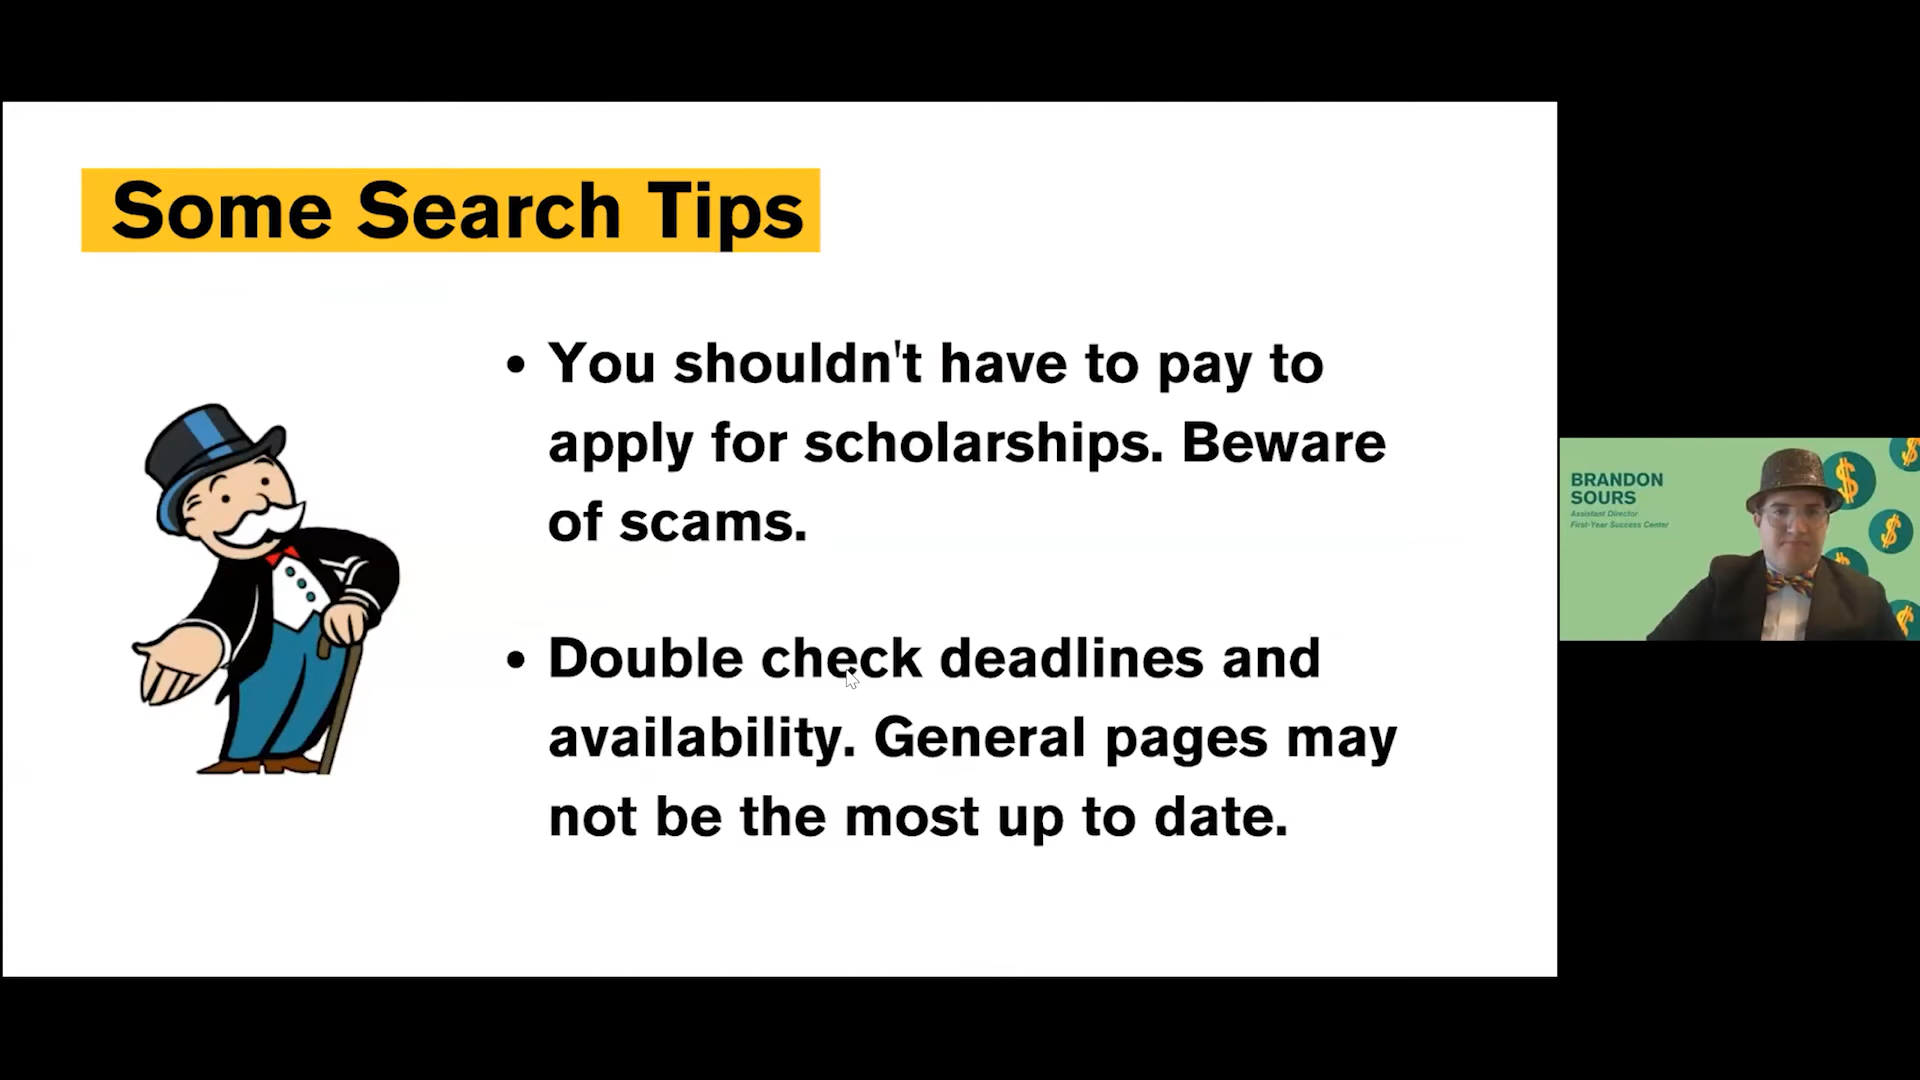 Some Search Tips
• You shouldn't have to pay to
apply for scholarships. Beware
of scams.
• Double check deadlines and
availability. General pages may
not be the most up to date.
BRANDON
SOURS
Assistant Director
First-Year Success Center
$
$
$
$
$